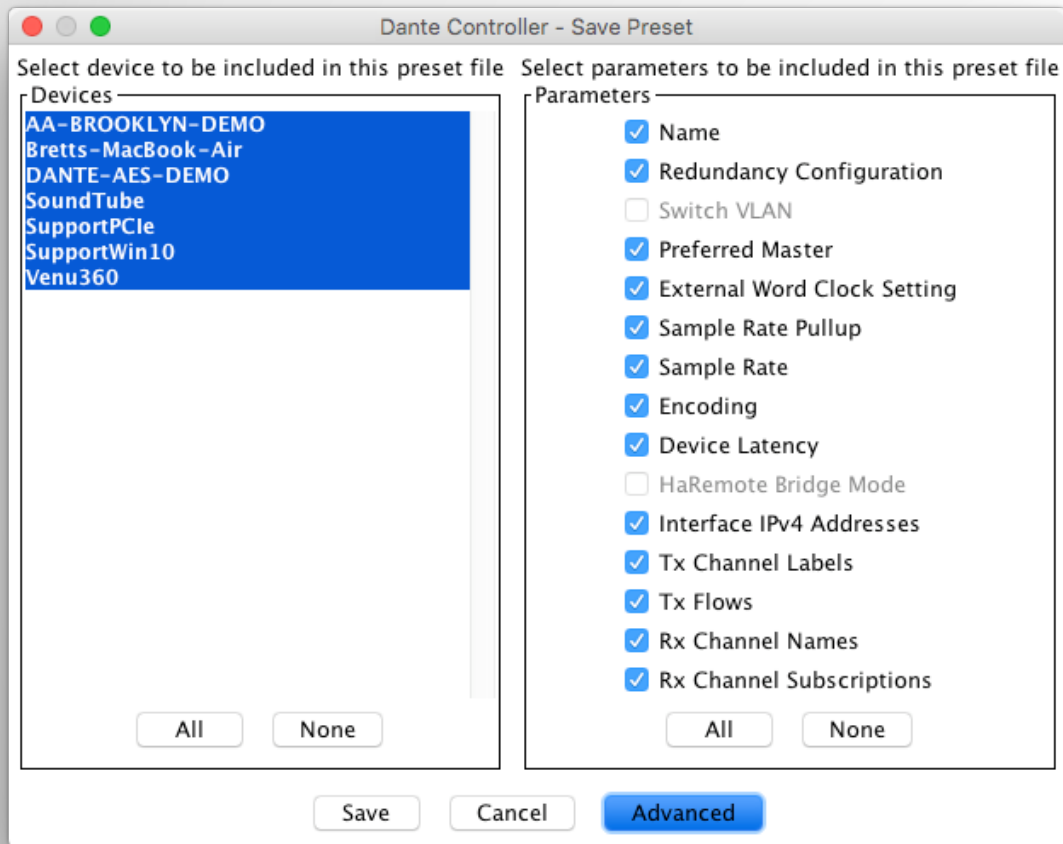 Dante Controller - Save Preset
Select device to be included in this preset file
Devices
AA-BROOKLYN-DEMO
Bretts-MacBook-Air
DANTE-AES-DEMO
SoundTube
SupportPCIe
SupportWin10
Venu360
All None
Select parameters to be included in this preset file
Parameters
Name
Redundancy Configuration
Switch VLAN
Preferred Master
External Word Clock Setting
Sample Rate Pullup
Sample Rate
Encoding
Device Latency
HaRemote Bridge Mode
Interface IPv4 Addresses
Tx Channel Labels
Tx Flows
Rx Channel Names
Rx Channel Subscriptions
All None
Save Cancel Advanced